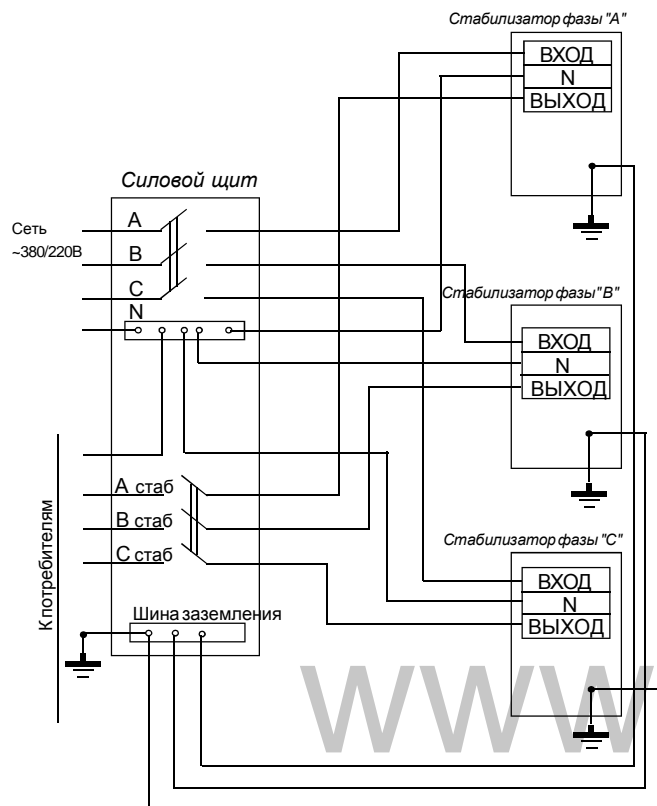 Стабилизатор фазы "А"
ВХОД
N
ВЫХОД
Силовой щит
Сеть
~380/220В
A
B
C
N
Стабилизатор фазы "В"
ВХОД
N
ВЫХОД
К потребителям
А стаб
В стаб
С стаб
Шина заземления
Стабилизатор фазы "С"
ВХОД
N
ВЫХОД
WWW